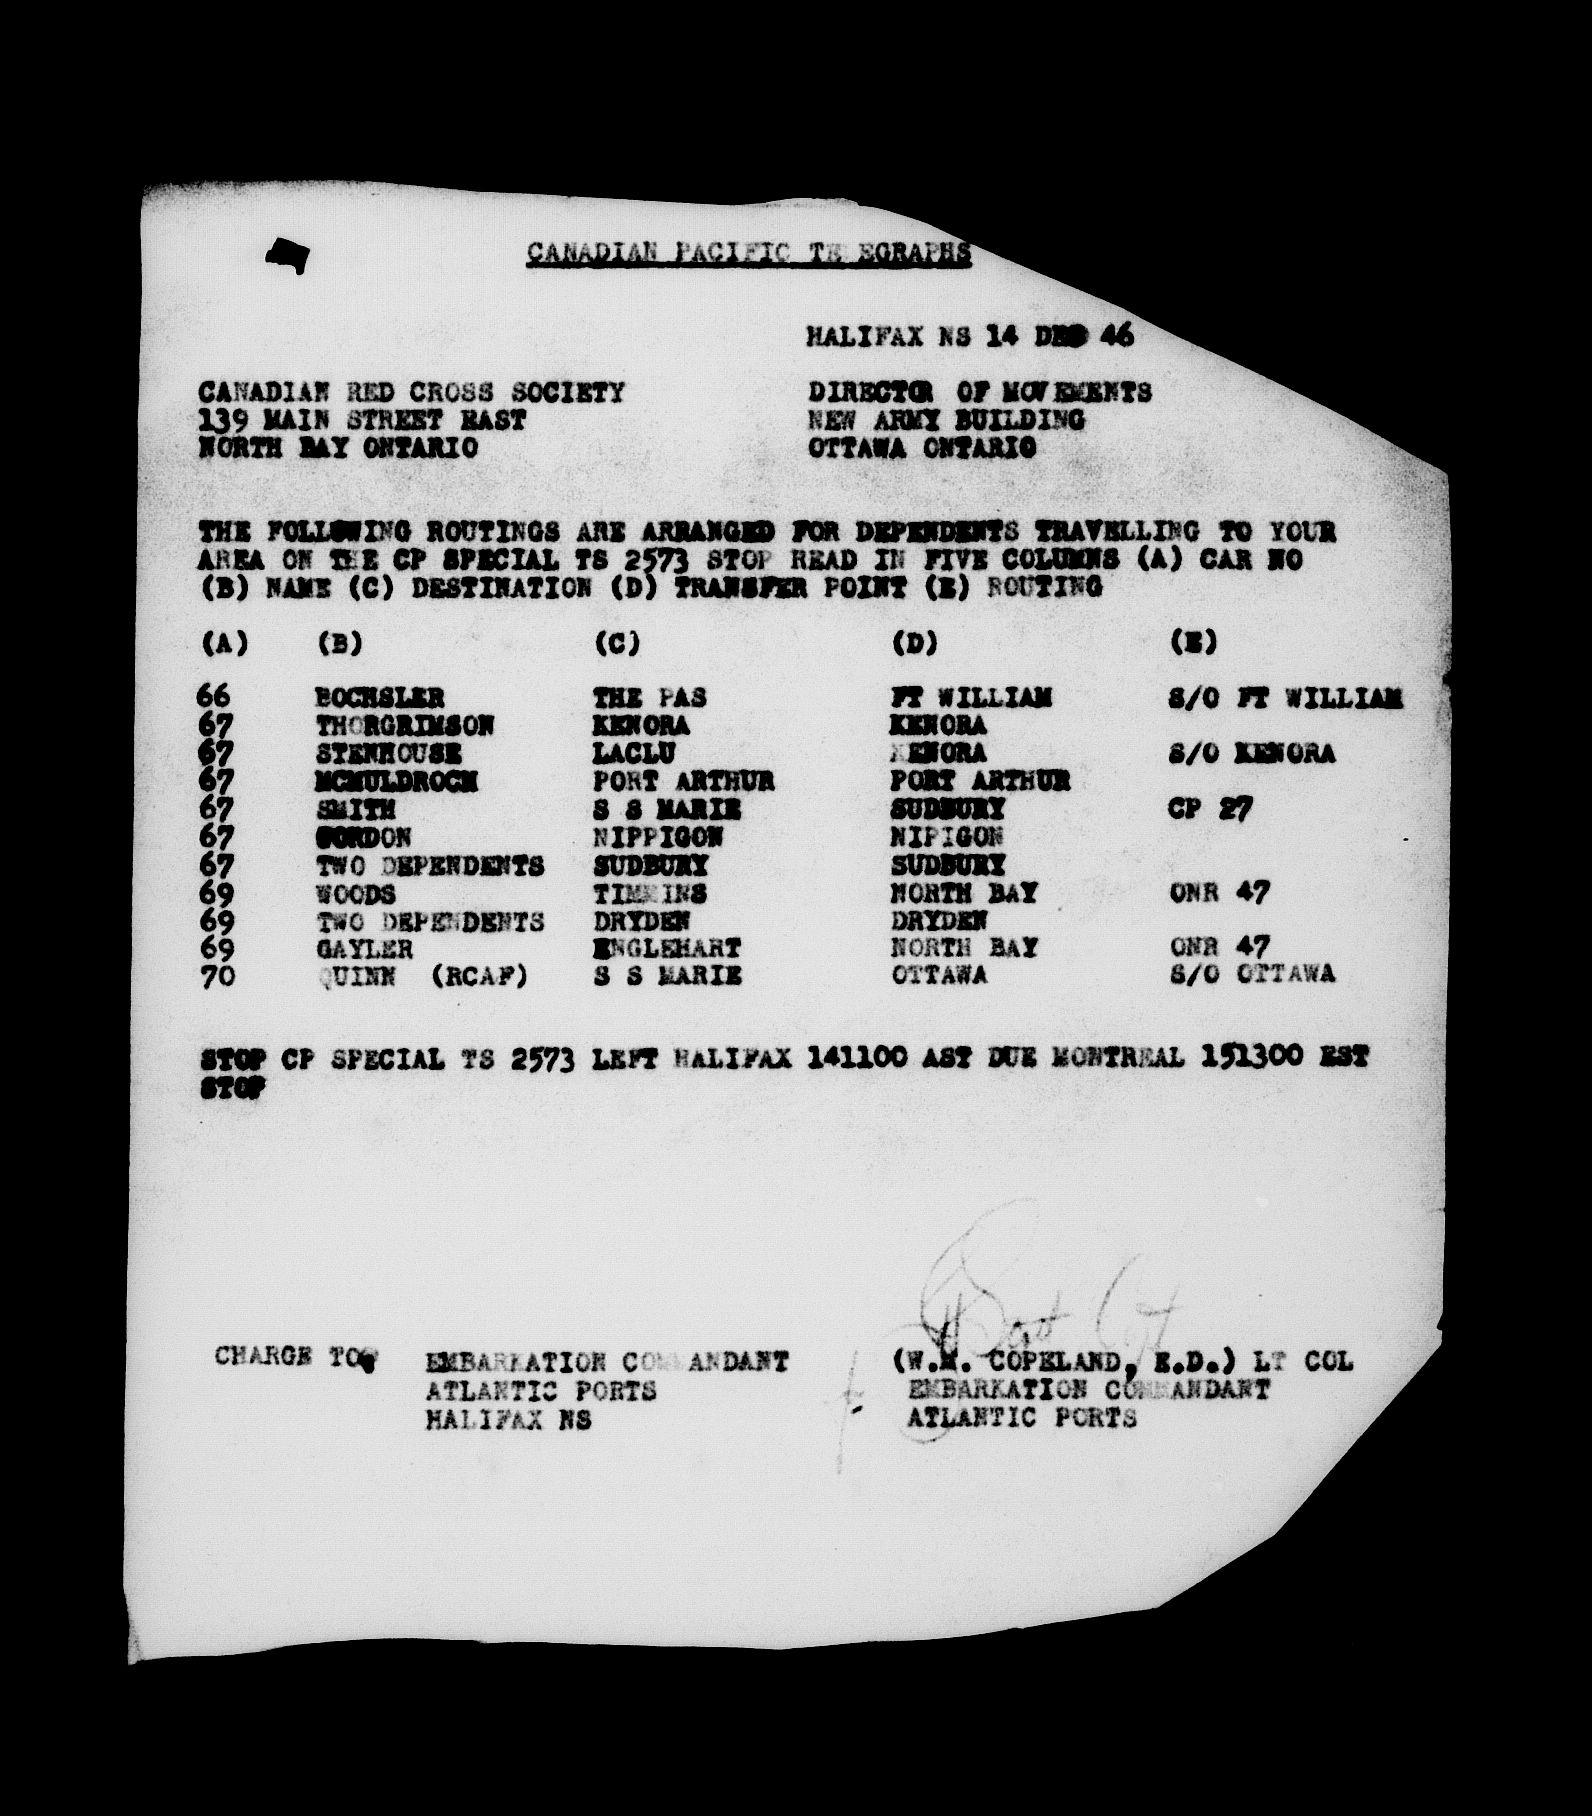 CANADIAN PACIFIC TELEGRAPHS
HALIFAX NS 14 DEC 46
CANADIAN RED CROSS SOCIETY DIRECTOR OF MOVEMENTS
139 MAIN STREET EAST NEW ARMY BUILDING
NORTH BAY ONTARIO OTTAWA ONTARIO
THE FOLLOWING ROUTINGS ARE ARRANGED FOR DEPENDENTS TRAVELLING TO YOUR
AREA ON THE CP SPECIAL TS 2573 STOP READ IN FIVE COLUMNS (A) CAR NO
(B) NAME (C) DESTINATION (D) TRANSFER POINT (E) ROUTING
(A) (B) (C) (D) (E)
66 BOCHSLER THE PAS FT WILLIAM S/O FT WILLIAM
67 THORGRIMSON KENORA KENORA
67 STENHOUSE LACLU KENORA S/O KENORA
67 MCMULDROCH PORT ARTHUR PORT ARTHUR
67 SMITH S S MARIE SUDBURY CP 27
67 GORDON NIPPIGON NIPIGON
67 TWO DEPENDENTS SUDBURY SUDBURY
69 WOODS TIMMINS NORTH BAY ONR 47
69 TWO DEPENDENTS DRYDEN DRYDEN
69 GAYLER ENGLEHART NORTH BAY ONR 47
70 QUINN (RCAF) S S MARIE OTTAWA S/O OTTAWA
STOP CP SPECIAL TS 2573 LEFT HALIFAX 141100 AST DUE MONTREAL 151300 EST
STOP
CHARGE TO EMBARKATION COMMANDANT (W.M. COPELAND, E.D.) LT COL
ATLANTIC PORTS EMBARKATION COMMANDANT
HALIFAX NS ATLANTIC PORTS